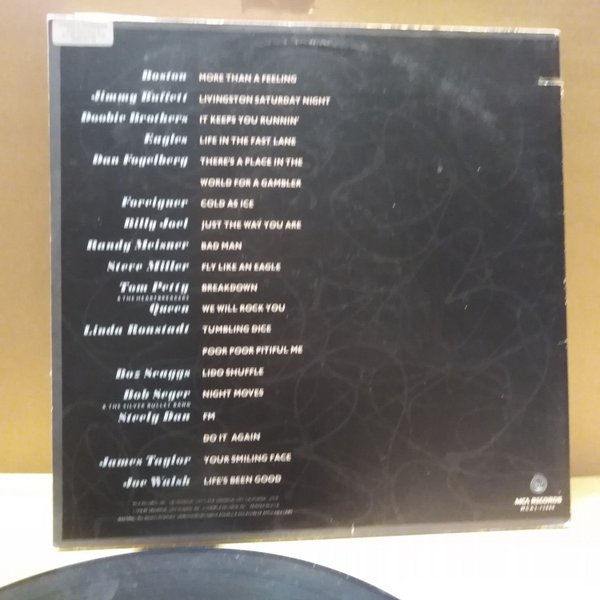 Boston MORE THAN A FEELING
Jimmy Buffett LIVINGSTON SATURDAY NIGHT
Doobie Brothers IT KEEPS YOU RUNNIN'
Eagles LIFE IN THE FAST LANE
Dan Fogelberg THERE'S A PLACE IN THE
WORLD FOR A GAMBLER
Foreigner COLD AS ICE
Billy Joel JUST THE WAY YOU ARE
Randy Meisner BAD MAN
Steve Miller FLY LIKE AN EAGLE
Tom Petty BREAKDOWN
& THE HEARTBREAKERS
Queen WE WILL ROCK YOU
Linda Ronstadt TUMBLING DICE
POOR POOR PITIFUL ME
Boz Scaggs LIDO SHUFFLE
Bob Seger NIGHT MOVES
& THE SILVER BULLET BAND
Steely Dan FM
DO IT AGAIN
James Taylor YOUR SMILING FACE
Joe Walsh LIFE'S BEEN GOOD
MCA RECORDS